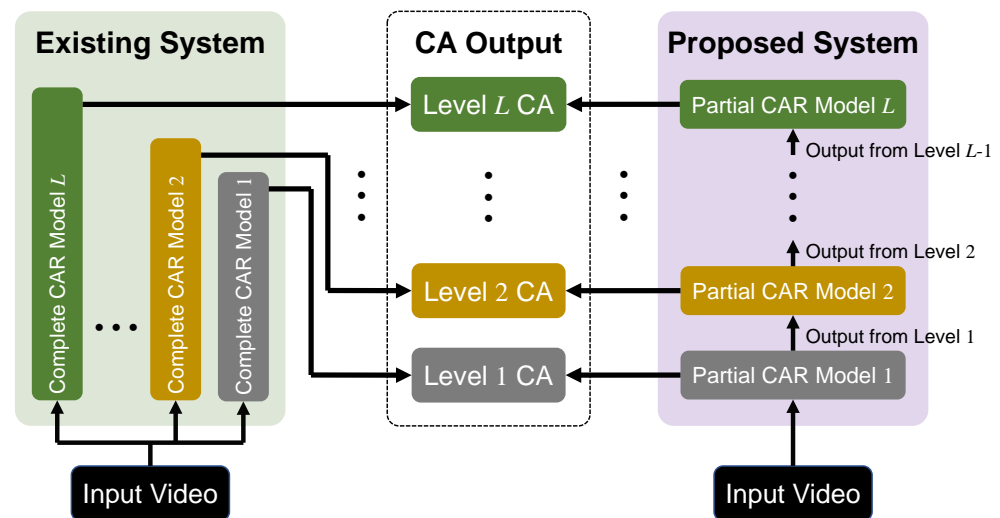 Existing System
Complete CAR Model L
Complete CAR Model 2
Complete CAR Model 1
Input Video
CA Output
Level L CA
Level 2 CA
Level 1 CA
Proposed System
Partial CAR Model L
Output from Level L-1
Output from Level 2
Partial CAR Model 2
Output from Level 1
Partial CAR Model 1
Input Video